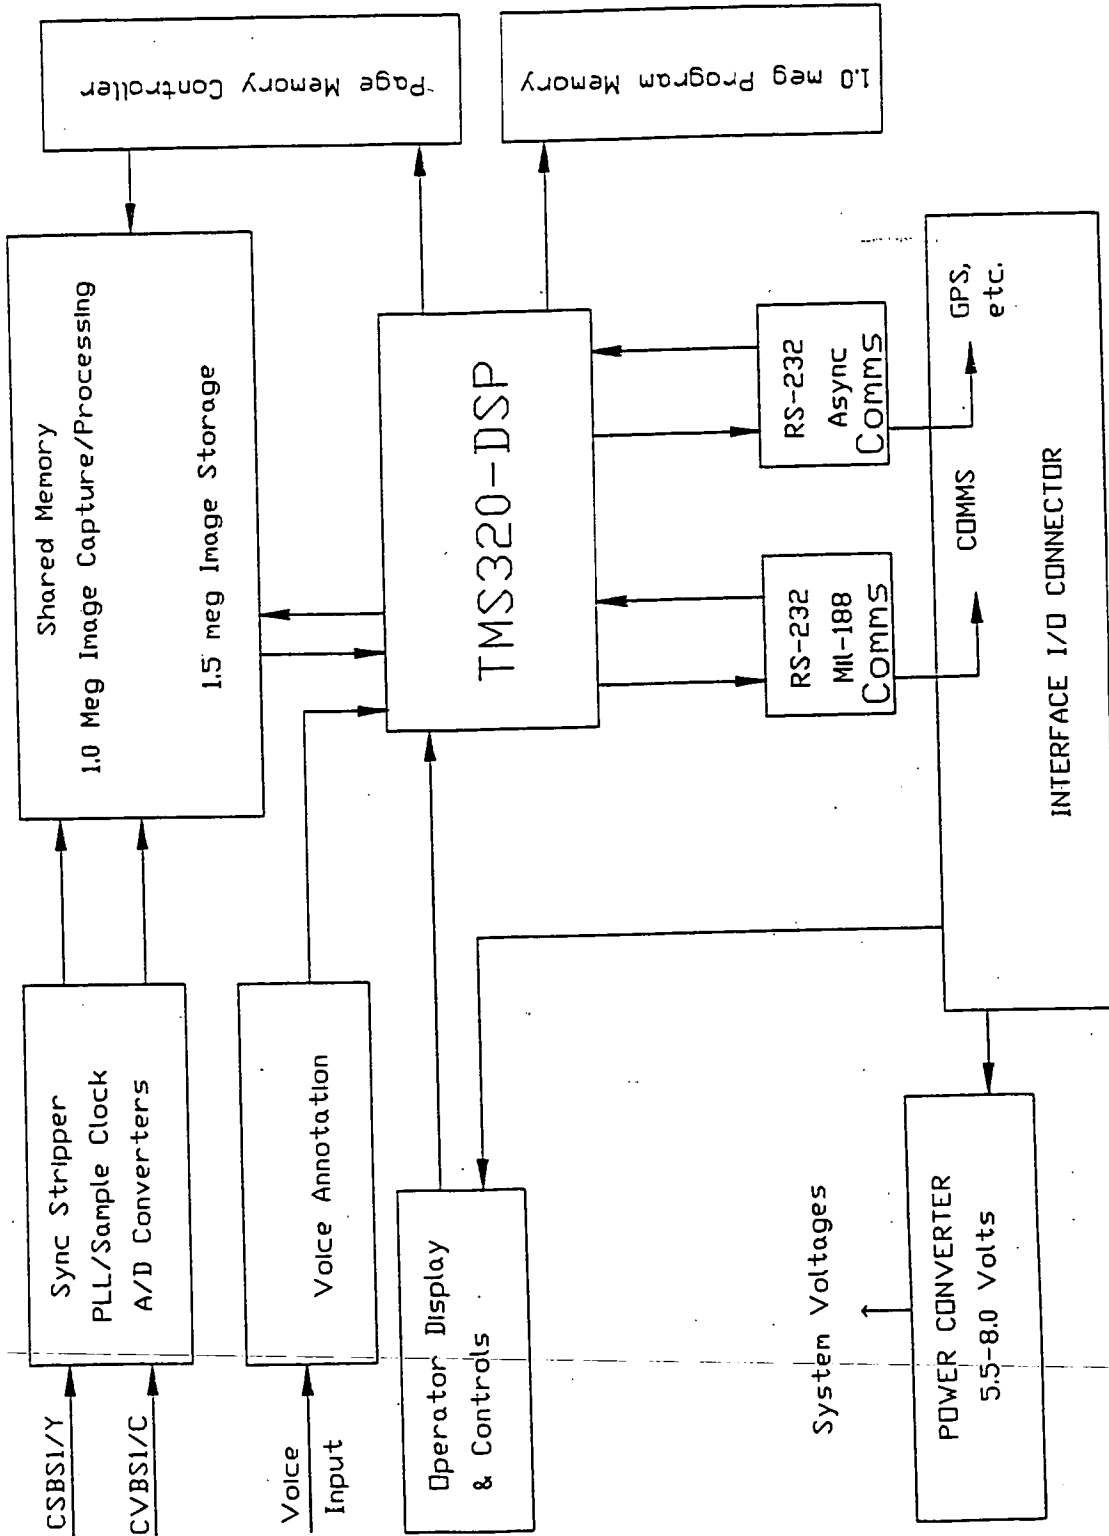 CSBS1/Y
CVBS1/C
Sync Stripper
PLL/Sample Clock
A/D Converters
Shared Memory
1.0 Meg Image Capture/Processing
1.5 meg Image Storage
Page Memory Controller
Voice
Input
Voice Annotation
TMS320-DSP
1.0 meg Program Memory
Operator Display
& Controls
RS-232
Mil-188
Comms
RS-232
Async
Comms
System Voltages
POWER CONVERTER
5.5-8.0 Volts
COMMS
GPS,
etc.
INTERFACE I/O CONNECTOR